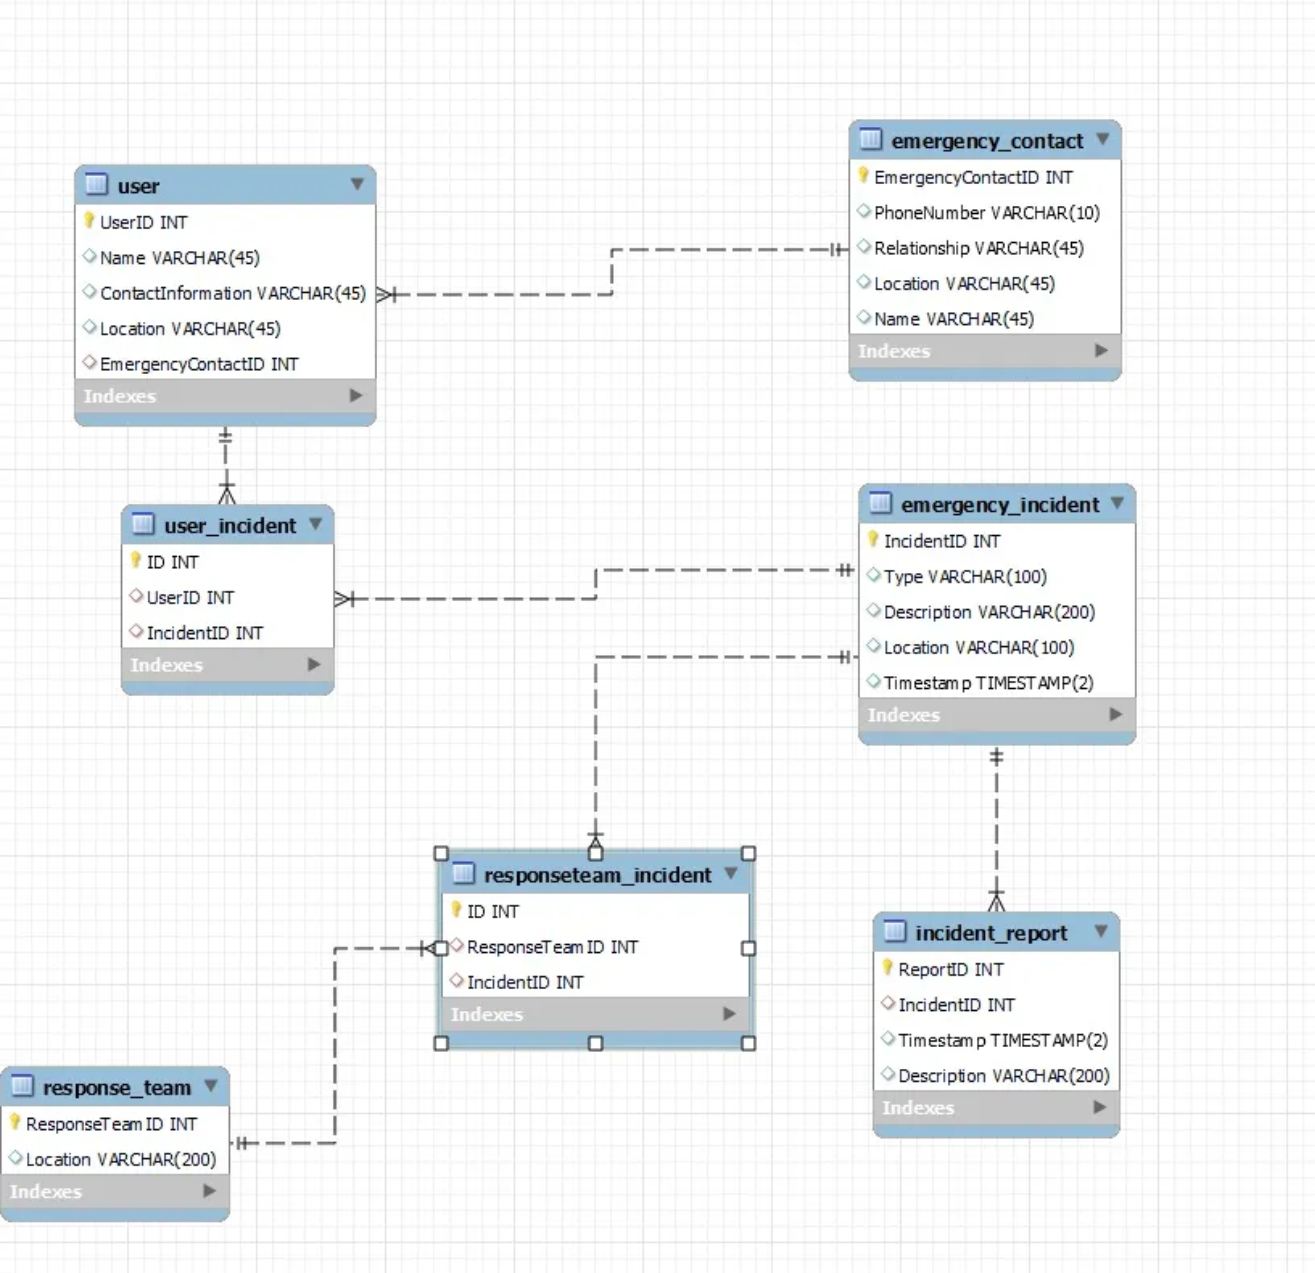 user
UserID INT
Name VARCHAR(45)
ContactInformation VARCHAR(45)
Location VARCHAR(45)
EmergencyContactID INT
Indexes
emergency_contact
EmergencyContactID INT
PhoneNumber VARCHAR(10)
Relationship VARCHAR(45)
Location VARCHAR(45)
Name VARCHAR(45)
Indexes
user_incident
ID INT
UserID INT
IncidentID INT
Indexes
emergency_incident
IncidentID INT
Type VARCHAR(100)
Description VARCHAR(200)
Location VARCHAR(100)
Timestamp TIMESTAMP(2)
Indexes
responseteam_incident
ID INT
ResponseTeamID INT
IncidentID INT
Indexes
incident_report
ReportID INT
IncidentID INT
Timestamp TIMESTAMP(2)
Description VARCHAR(200)
Indexes
response_team
ResponseTeamID INT
Location VARCHAR(200)
Indexes